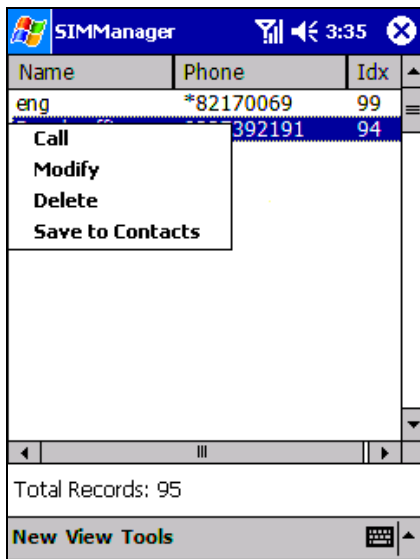 SIMManager 3:35
Name Phone Idx
eng *82170069 99
392191 94
Call
Modify
Delete
Save to Contacts
Total Records: 95
New View Tools